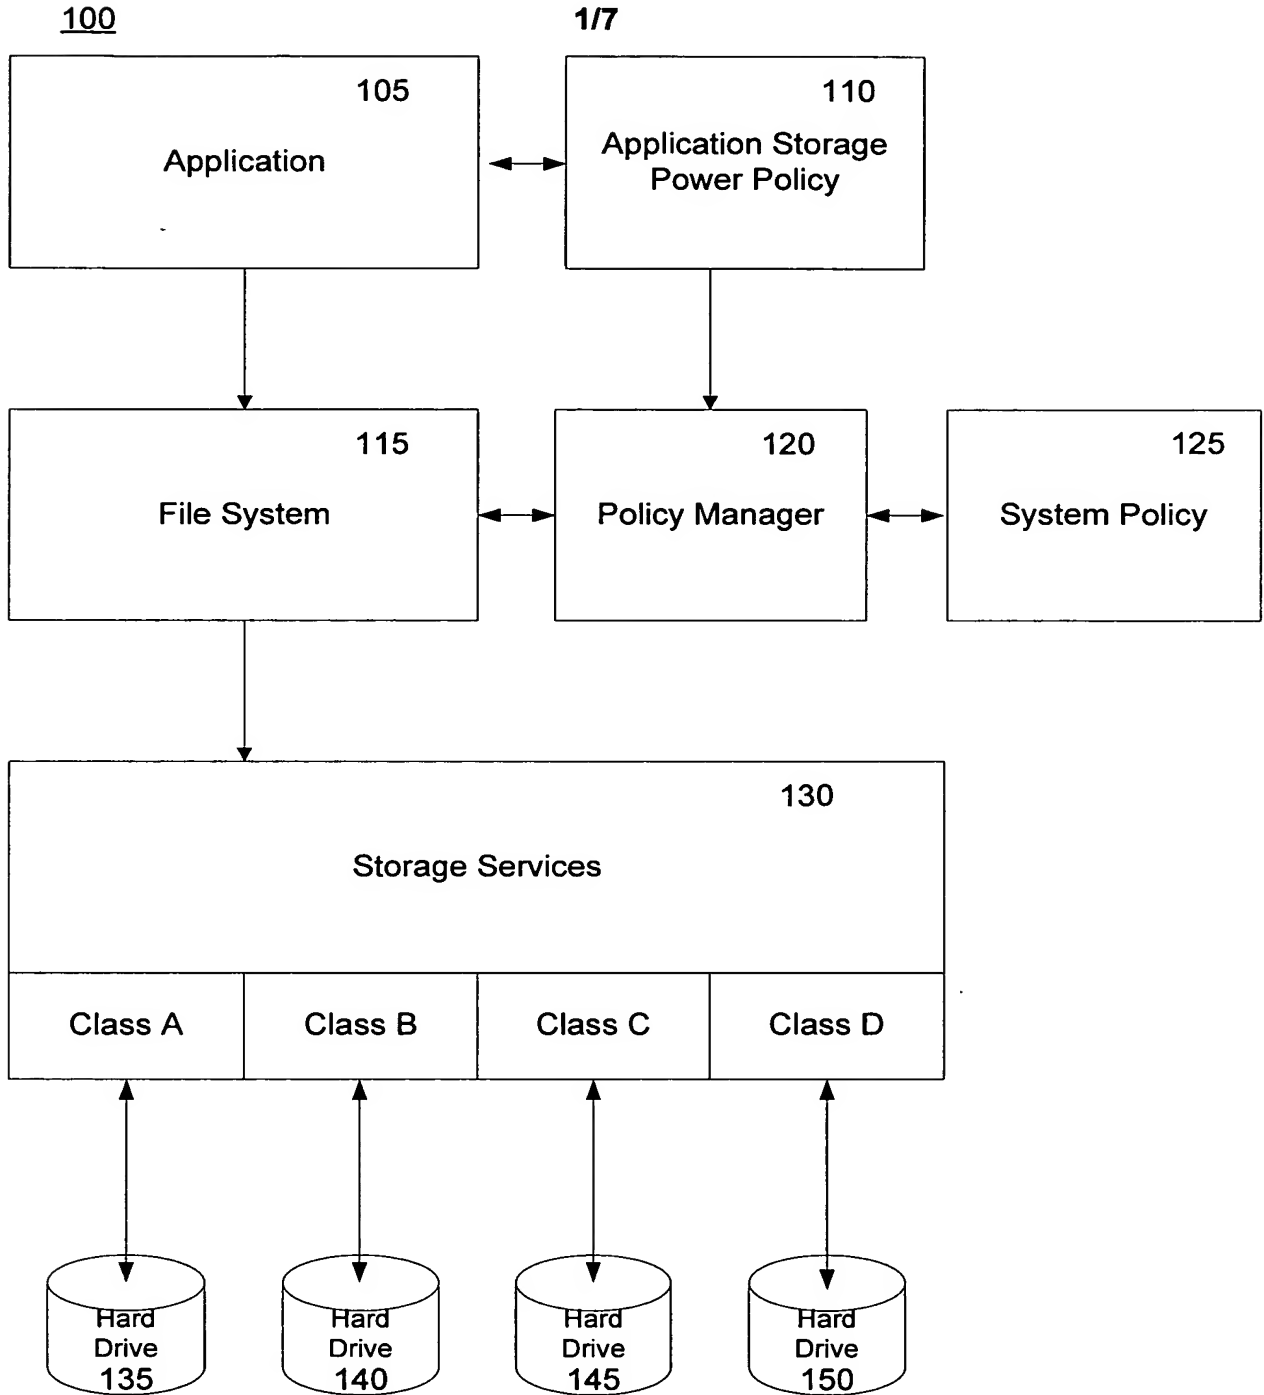 100
1/7
105
Application
110
Application Storage
Power Policy
115
File System
120
Policy Manager
125
System Policy
130
Storage Services
Class A
Class B
Class C
Class D
Hard
Drive
135
Hard
Drive
140
Hard
Drive
145
Hard
Drive
150